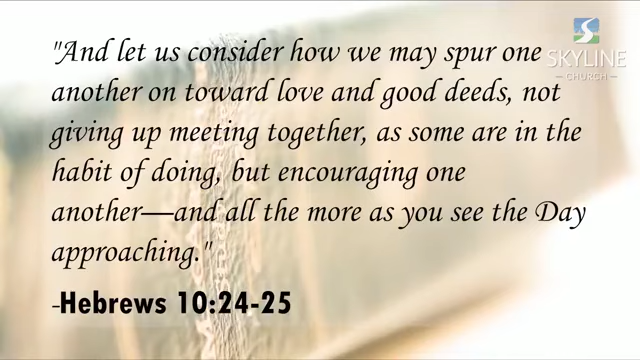 SKYLINE
CHURCH
"And let us consider how we may spur one
another on toward love and good deeds, not
giving up meeting together, as some are in the
habit of doing, but encouraging one
another—and all the more as you see the Day
approaching."
-Hebrews 10:24-25